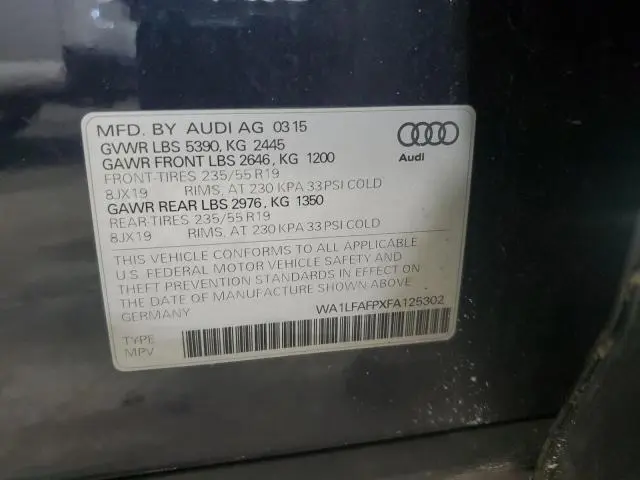 MFD. BY AUDI AG 03 15
GVWR LBS 5390, KG 2445
GAWR FRONT LBS 2646, KG 1200
FRONT-TIRES 235/55 R19
8JX19 RIMS, AT 230 KPA 33 PSI COLD
GAWR REAR LBS 2976, KG 1350
REAR-TIRES 235/55 R19
8JX19 RIMS, AT 230 KPA 33 PSI COLD
Audi
THIS VEHICLE CONFORMS TO ALL APPLICABLE
U.S. FEDERAL MOTOR VEHICLE SAFETY AND
THEFT PREVENTION STANDARDS IN EFFECT ON
THE DATE OF MANUFACTURE SHOWN ABOVE
GERMANY WA1LFAFPXFA125302
TYPE
MPV